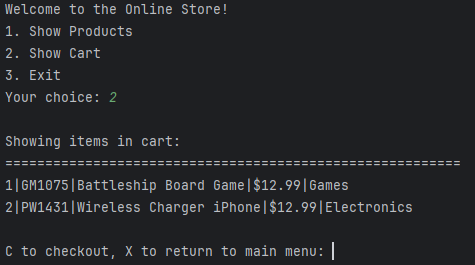 Welcome to the Online Store!
1. Show Products
2. Show Cart
3. Exit
Your choice: 2
Showing items in cart:
=========================================================
1|GM1075|Battleship Board Game|$12.99|Games
2|PW1431|Wireless Charger iPhone|$12.99|Electronics
C to checkout, X to return to main menu: